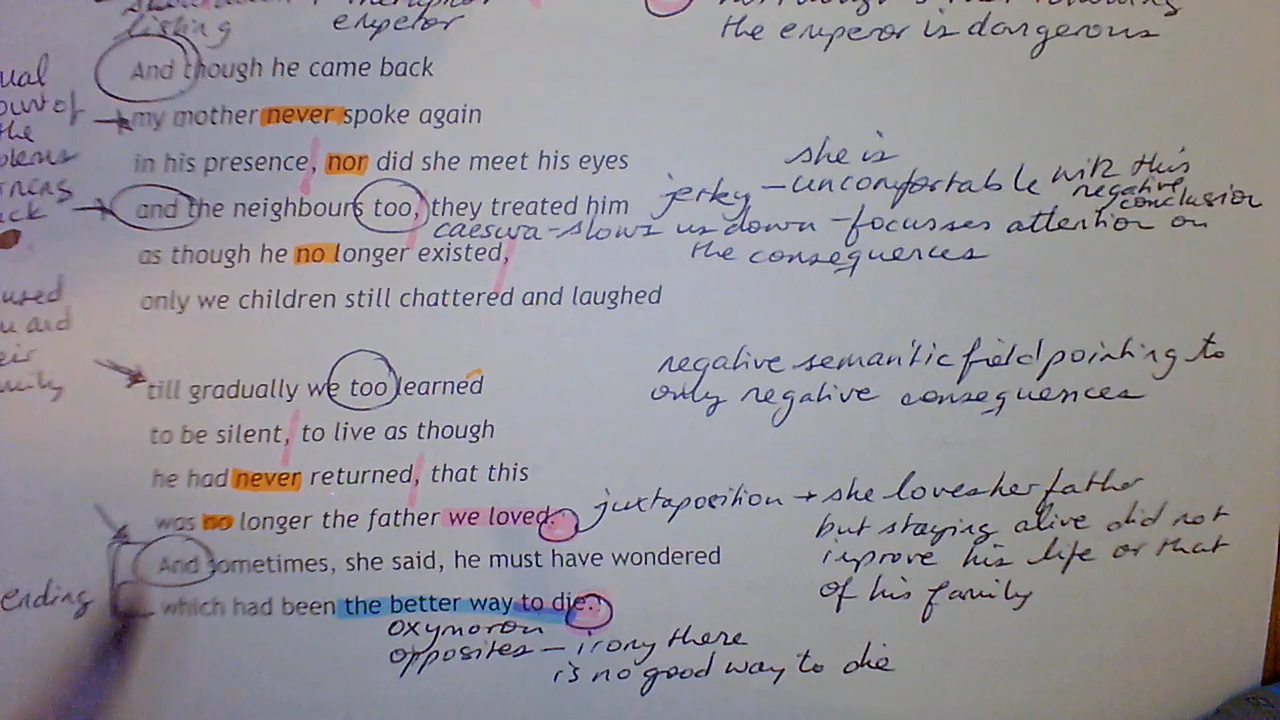 listing
emperor
the emperor is dangerous
And though he came back
my mother never spoke again
in his presence, nor did she meet his eyes
and the neighbours too, they treated him
as though he no longer existed,
only we children still chattered and laughed
she is
jerky - uncomfortable with this
negative
conclusion
caeswa - slows us down - focusses attention on
the consequences
till gradually we too learned
to be silent, to live as though
he had never returned, that this
was no longer the father we loved.
And sometimes, she said, he must have wondered
which had been the better way to die.
negative semantic field pointing to
only negative consequences
juxtaposition → she loves her father
but staying alive did not
improve his life or that
of his family
ending
oxymoron
opposites - irony there
is no good way to die
the